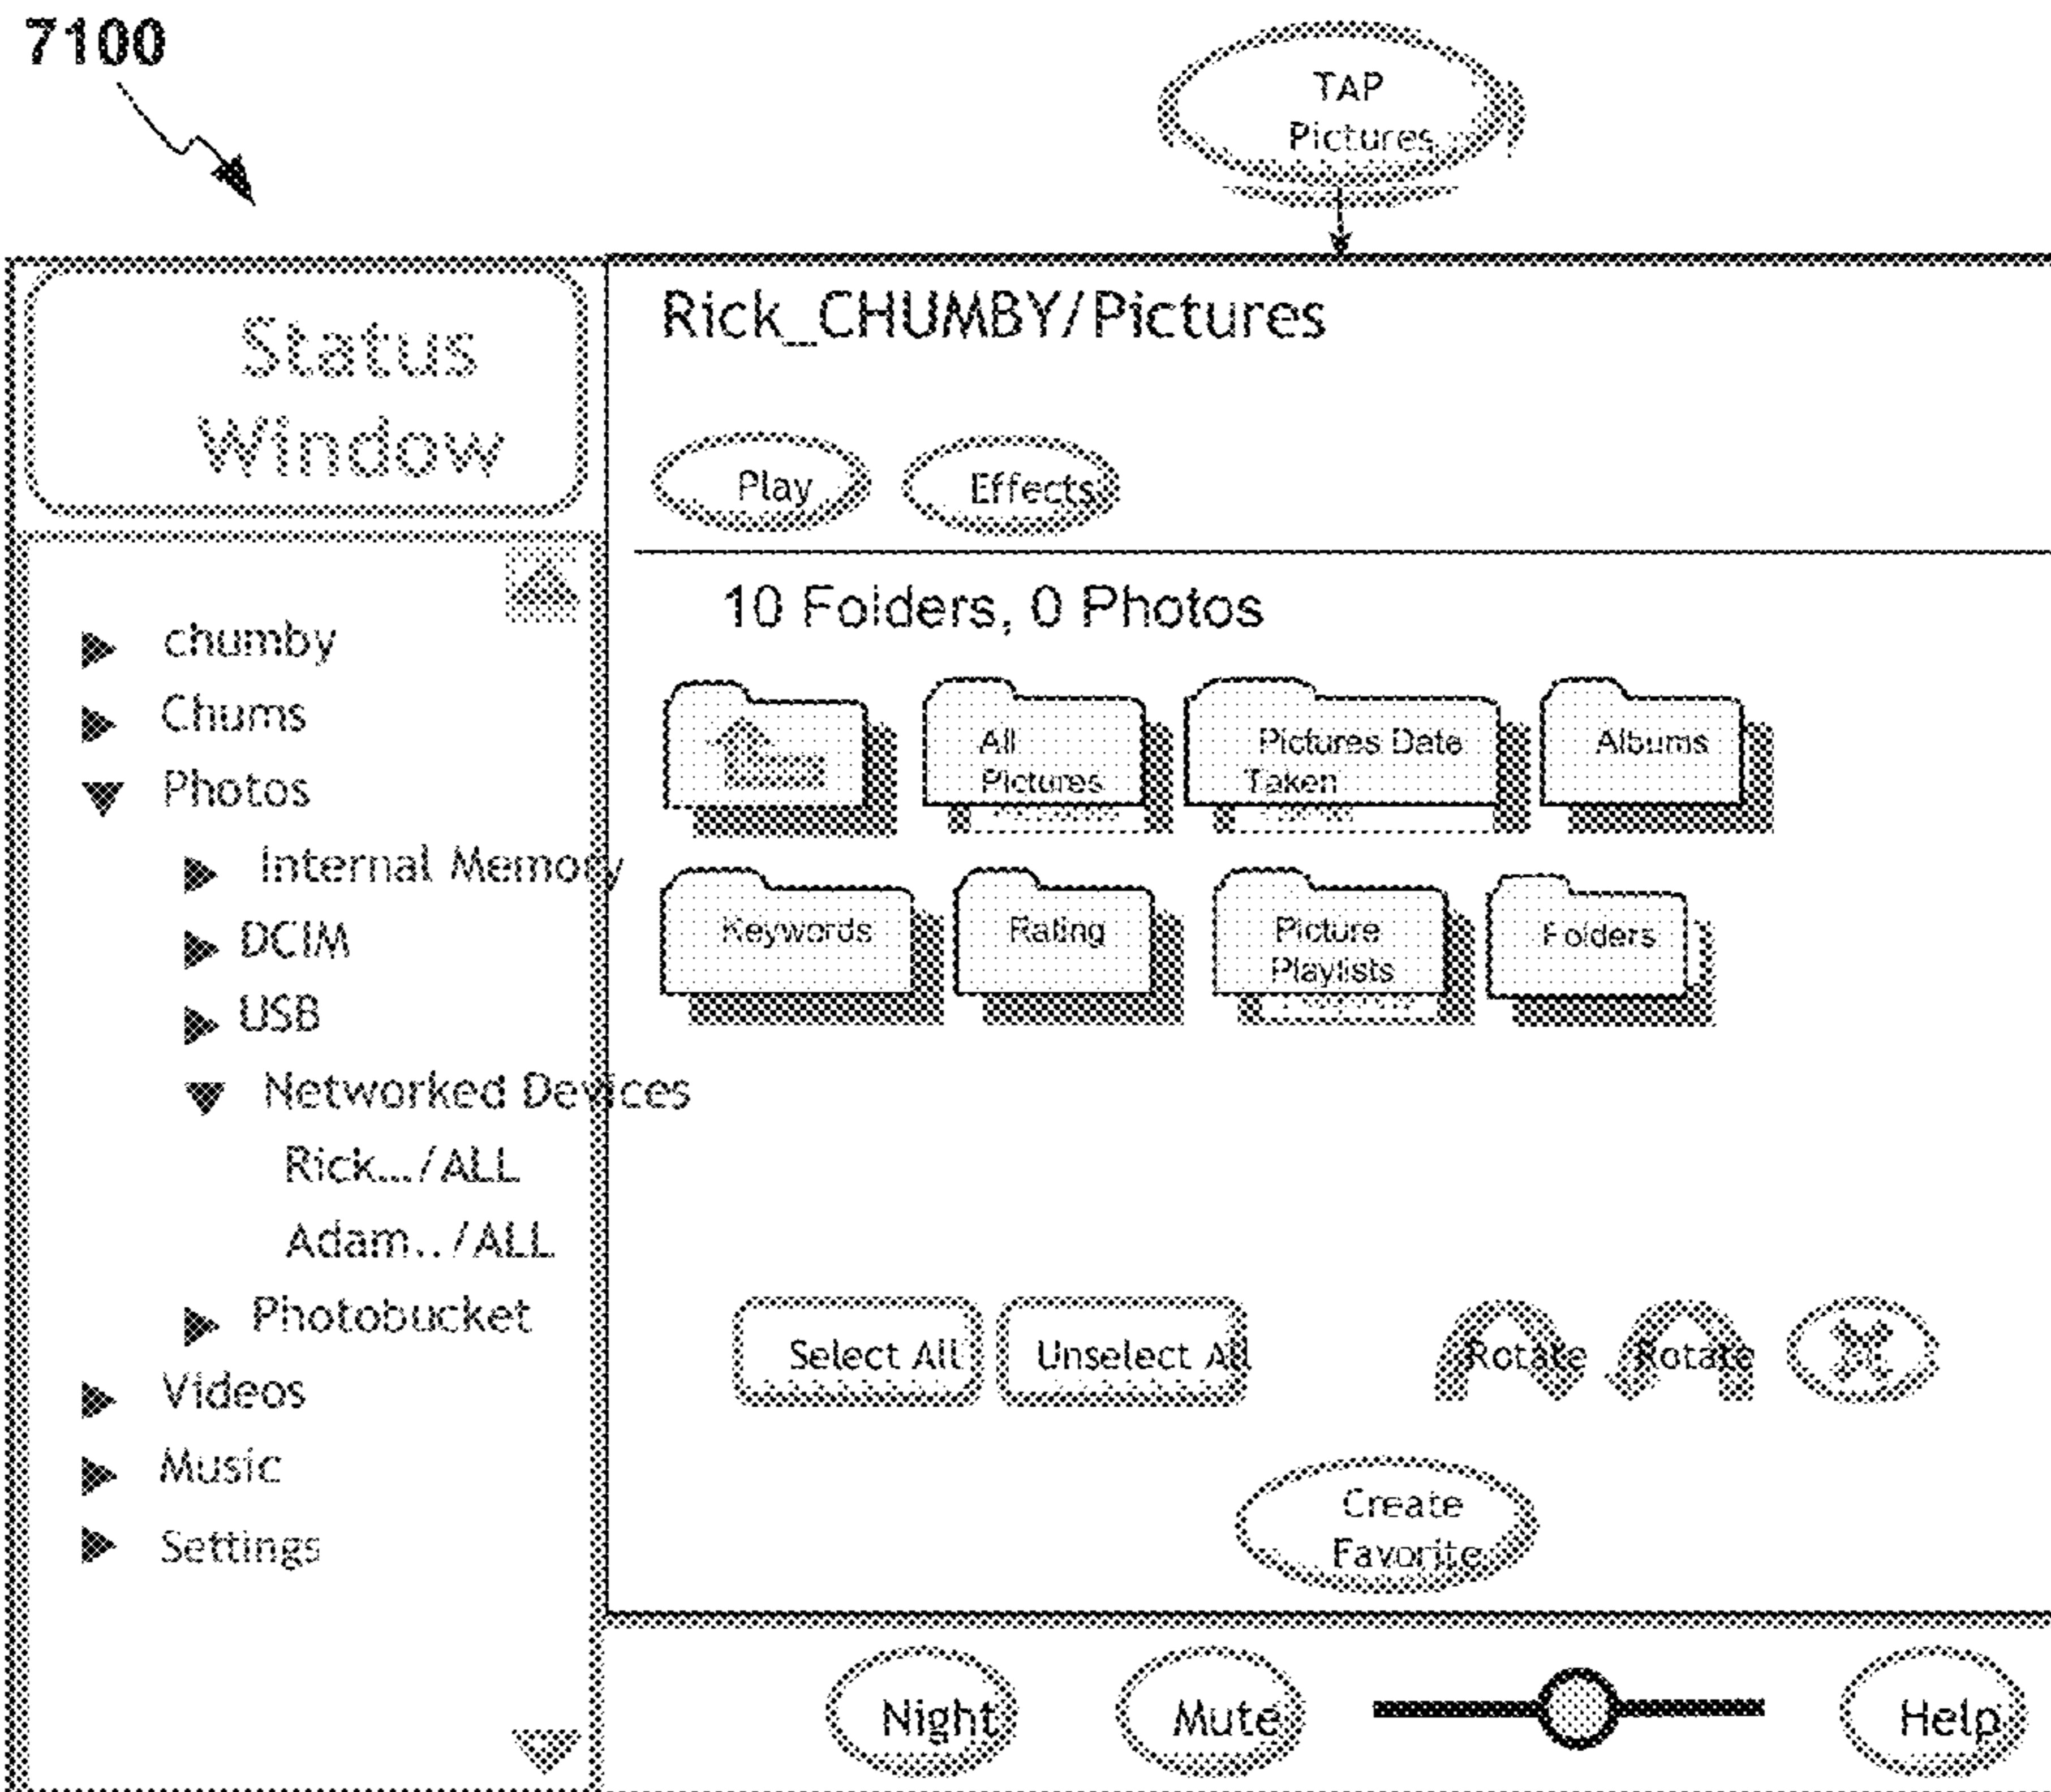 7100
TAP
Pictures
Status
Window
Rick_CHUMBY/Pictures
Play
Effects
chumby
Chums
Photos
Internal Memory
DCIM
USB
Networked Devices
Rick.../ALL
Adam../ALL
Photobucket
Videos
Music
Settings
10 Folders, 0 Photos
All
Pictures
Pictures Date
Taken
Albums
Keywords
Rating
Picture
Playlists
Folders
Select All
Unselect All
Rotate
Rotate
X
Create
Favorite
Night
Mute
Help